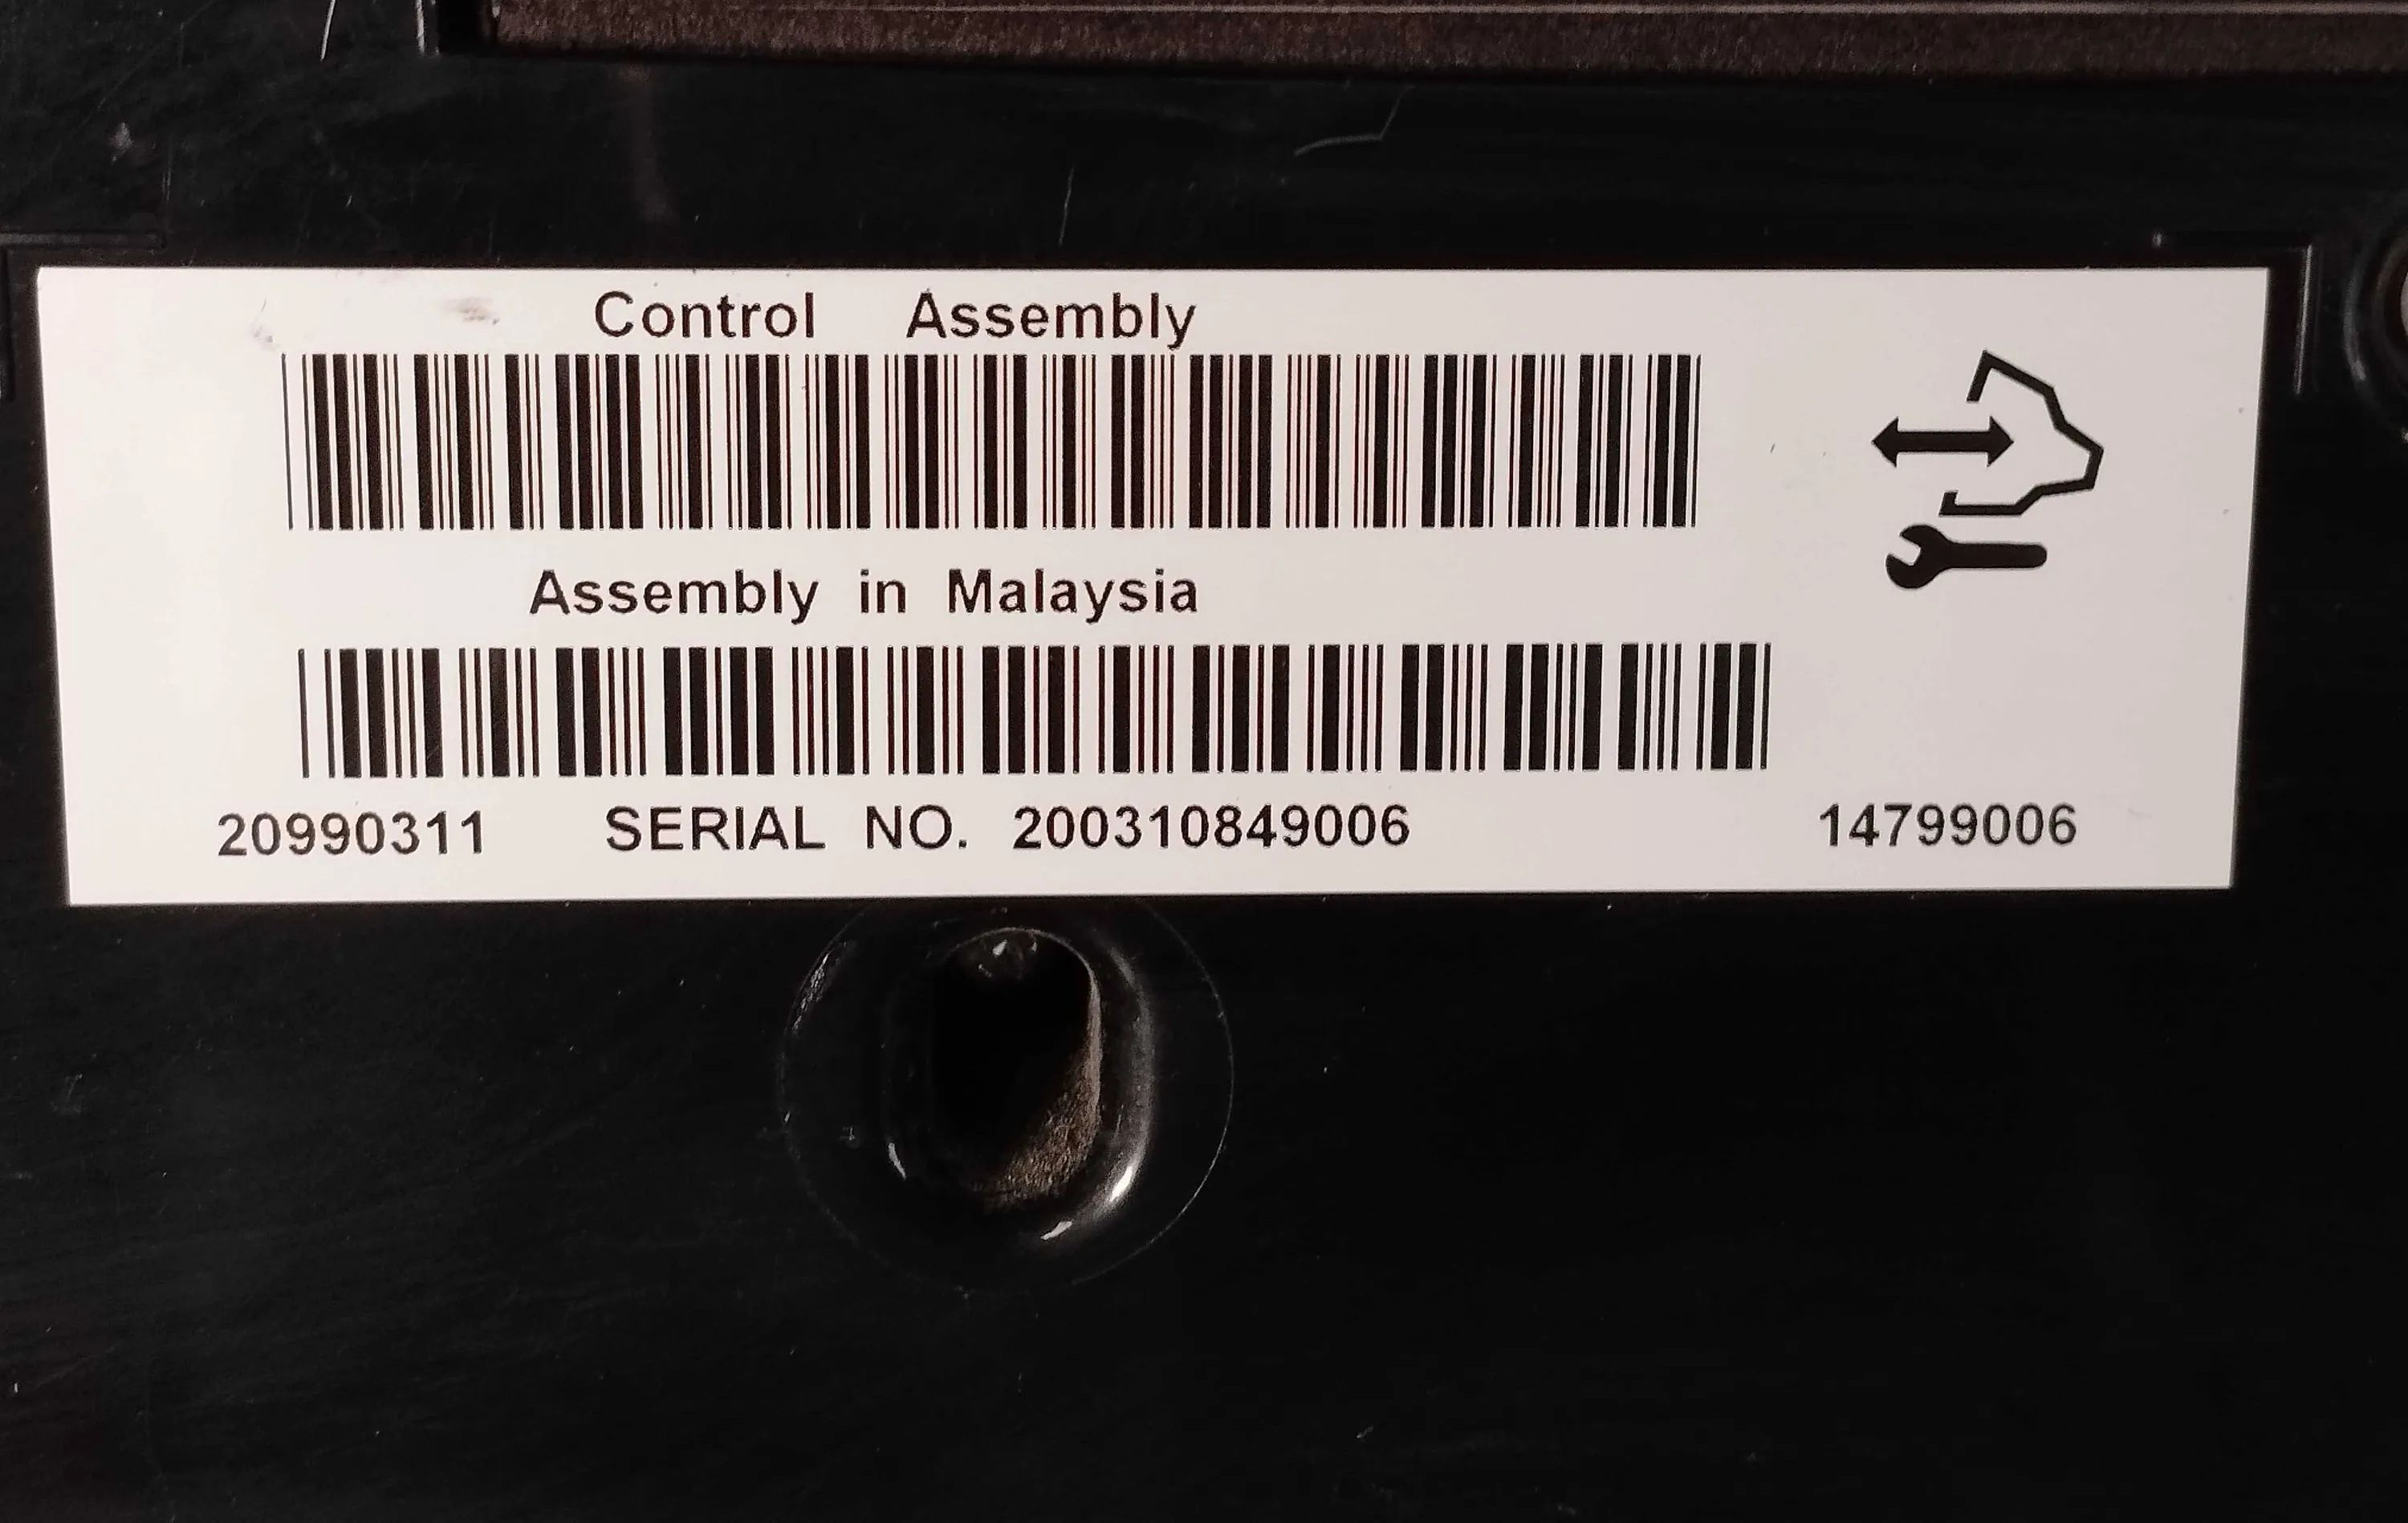 Control Assembly
Assembly in Malaysia
20990311 SERIAL NO. 200310849006 14799006